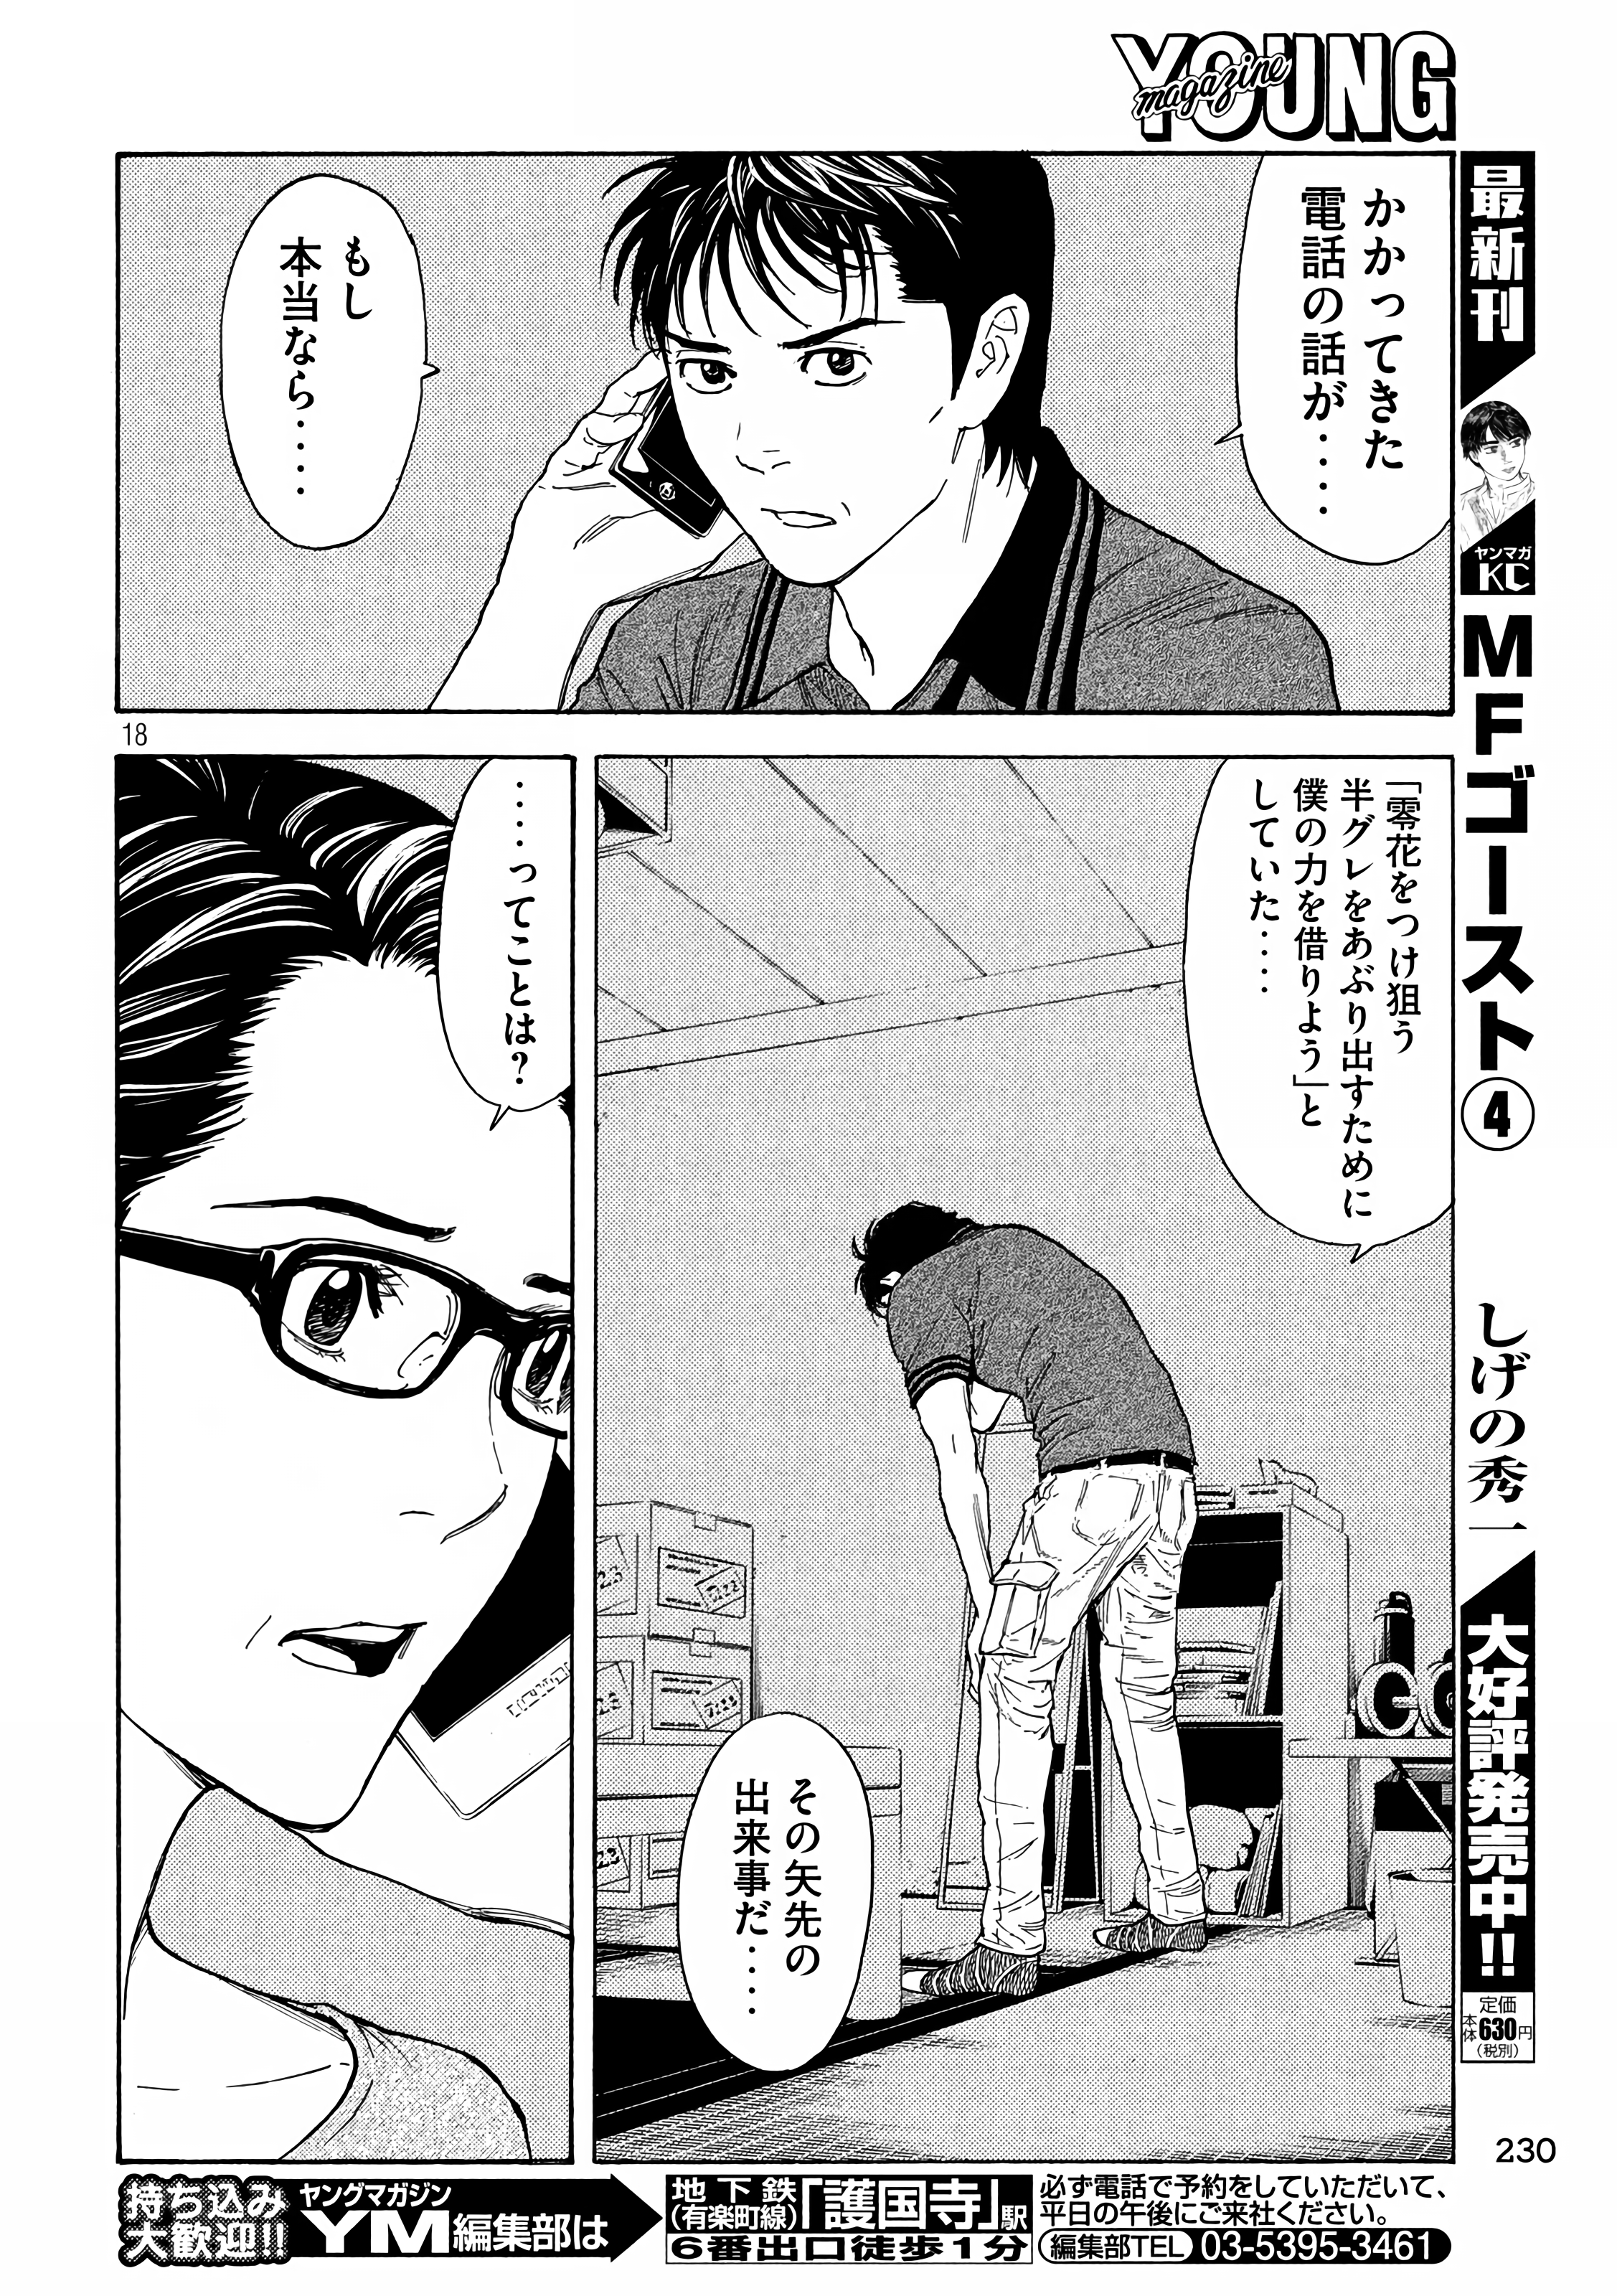 YOUNG
magazine
かかってきた
電話の話が‥‥
もし
本当なら‥‥
18
「零花をつけ狙う
半グレをあぶり出すために
僕の力を借りよう」と
していた‥‥
その矢先の
出来事だ‥‥
‥‥ってことは?
最新刊
ヤンマガ
KC
MFゴースト④
しげの秀一
大好評発売中!!
定価
本体630円
(税別)
230
持ち込み
大歓迎!!
ヤングマガジン
YM編集部は
地下鉄
(有楽町線)
「護国寺」駅
6番出口徒歩1分
必ず電話で予約をしていただいて、
平日の午後にご来社ください。
編集部TEL 03-5395-3461